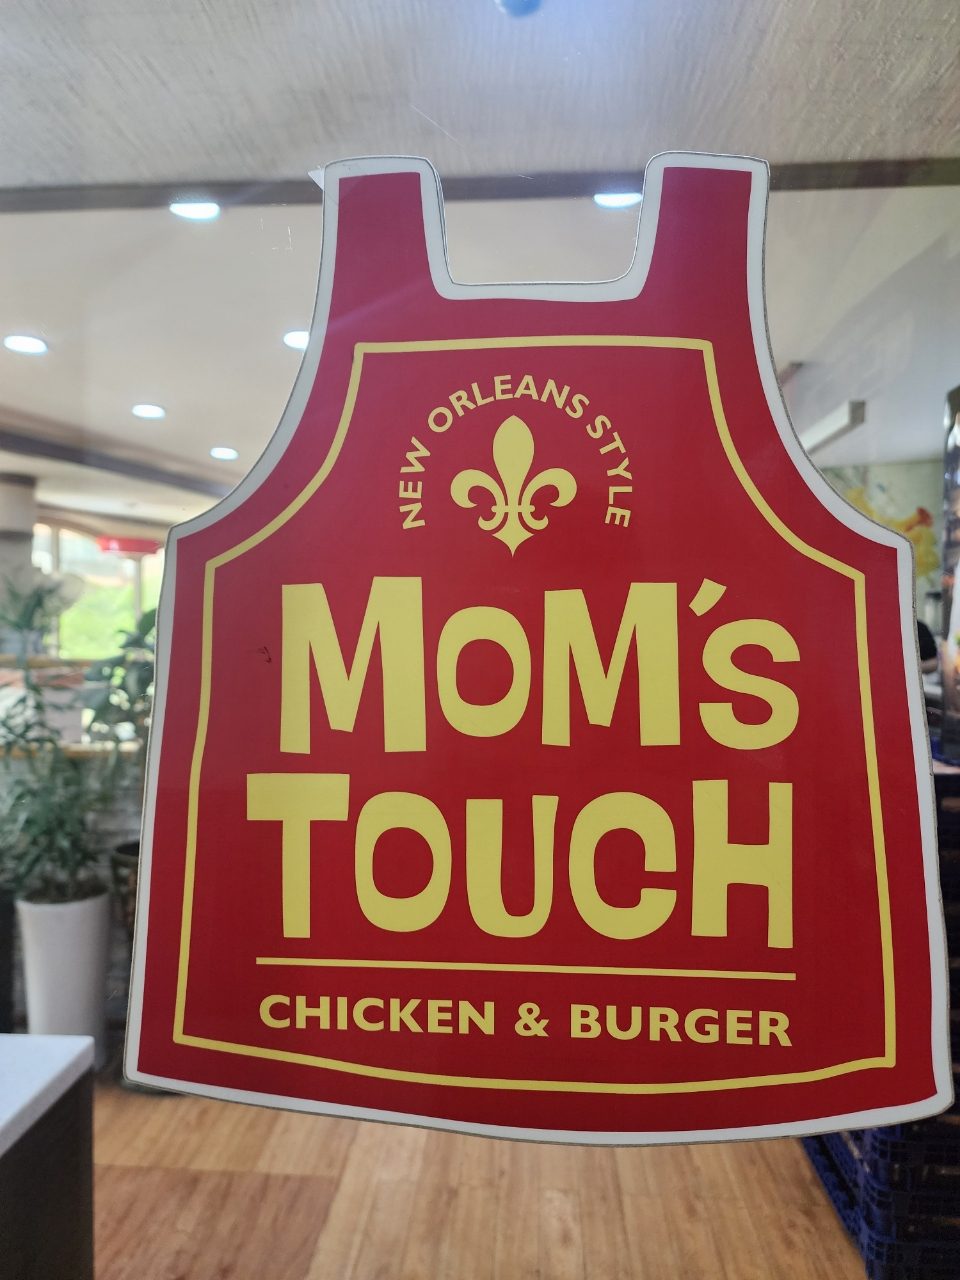 NEW ORLEANS STYLE
MOM'S
TOUCH
CHICKEN & BURGER